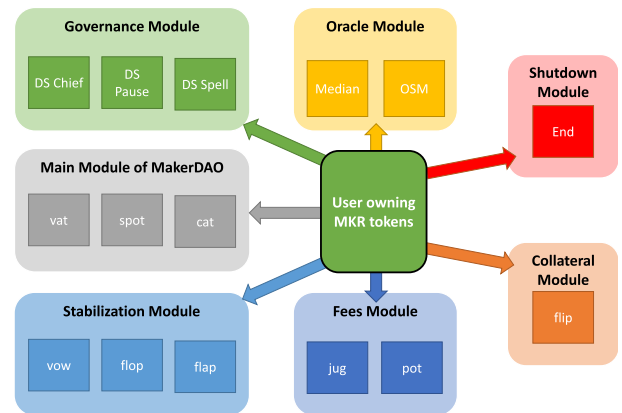 Governance Module
DS Chief
DS
Pause
DS Spell
Oracle Module
Median
OSM
Shutdown
Module
End
Main Module of MakerDAO
vat
spot
cat
User owning
MKR tokens
Collateral
Module
flip
Stabilization Module
vow
flop
flap
Fees Module
jug
pot